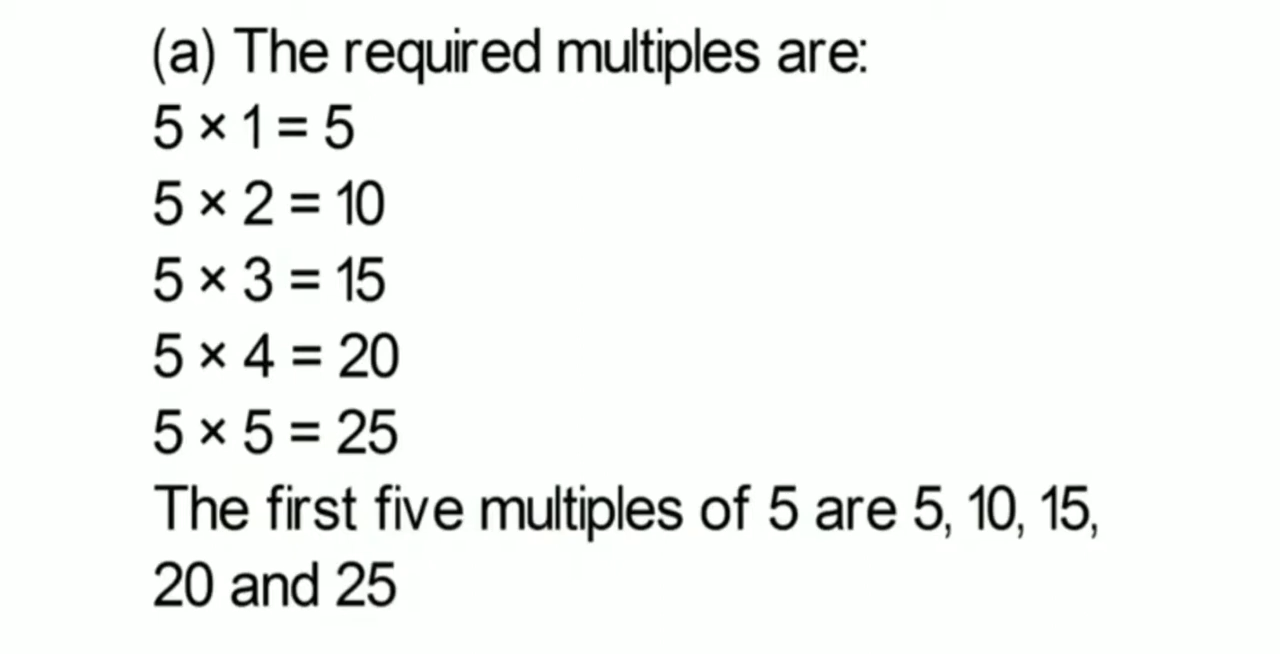 (a) The required multiples are:
5 × 1 = 5
5 × 2 = 10
5 × 3 = 15
5 × 4 = 20
5 × 5 = 25
The first five multiples of 5 are 5, 10, 15,
20 and 25